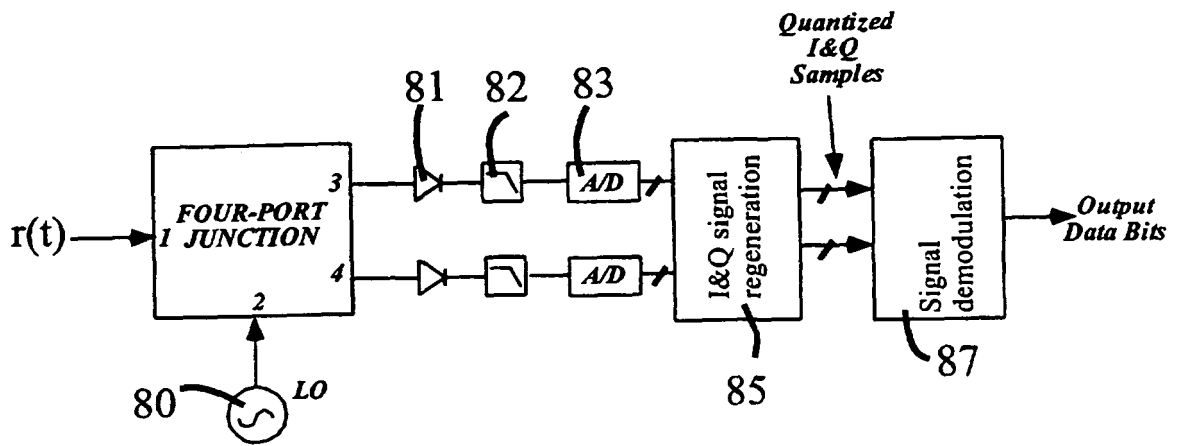 Quantized
I&Q
Samples
81
82
83
3
A/D
FOUR-PORT
JUNCTION
r(t)
1
4
A/D
2
I&Q signal
regeneration
Signal
demodulation
Output
Data Bits
80
LO
85
87